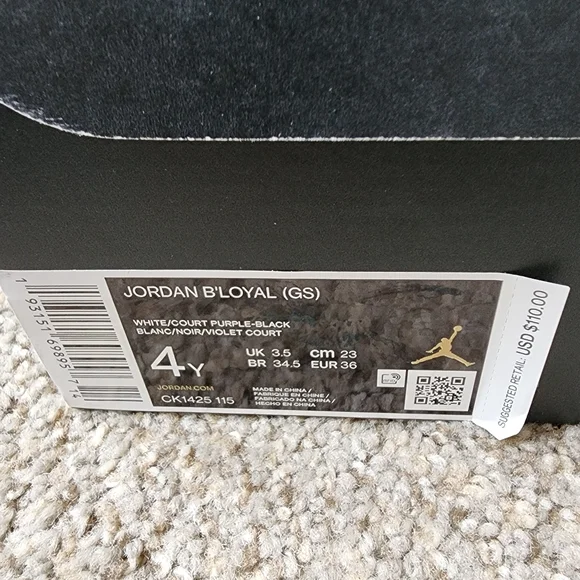 JORDAN B'LOYAL (GS)
WHITE/COURT PURPLE-BLACK
BLANC/NOIR/VIOLET COURT
4Y
UK 3.5 cm 23
BR 34.5 EUR 36
JORDAN.COM
CK1425 115
MADE IN CHINA /
FABRIQUE EN CHINE /
FABRICADO NA CHINA /
HECHO EN CHINA
SUGGESTED RETAIL: USD $110.00